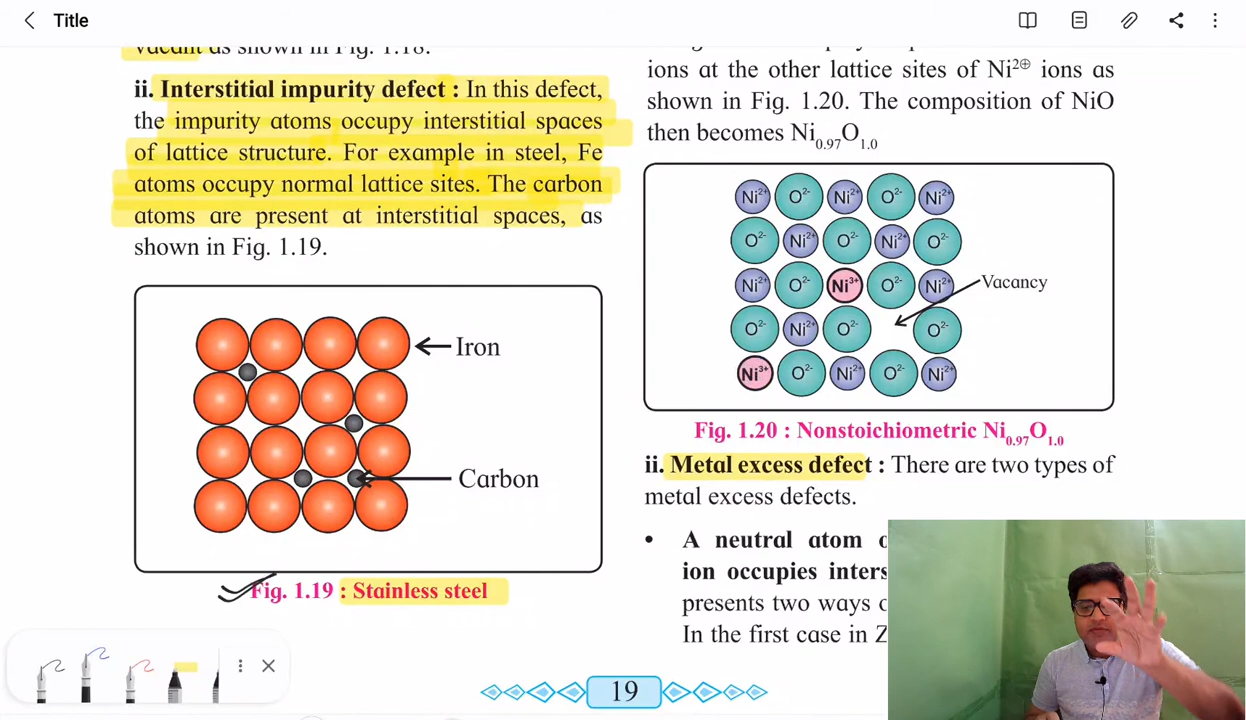 Title
vacant as shown in Fig. 1.18.
ii. Interstitial impurity defect : In this defect,
the impurity atoms occupy interstitial spaces
of lattice structure. For example in steel, Fe
atoms occupy normal lattice sites. The carbon
atoms are present at interstitial spaces, as
shown in Fig. 1.19.
Iron
Carbon
Fig. 1.19 : Stainless steel
ions at the other lattice sites of Ni2⊕ ions as
shown in Fig. 1.20. The composition of NiO
then becomes Ni0.97O1.0
Ni2+ O2- Ni2+ O2- Ni2+
O2- Ni2+ O2- Ni2+ O2-
Ni2+ O2- Ni3+ O2- Ni2+
Vacancy
O2- Ni2+ O2- O2-
Ni3+ O2- Ni2+ O2- Ni2+
Fig. 1.20 : Nonstoichiometric Ni0.97O1.0
ii. Metal excess defect : There are two types of
metal excess defects.
• A neutral atom
ion occupies
presents two ways
In the first case in
19